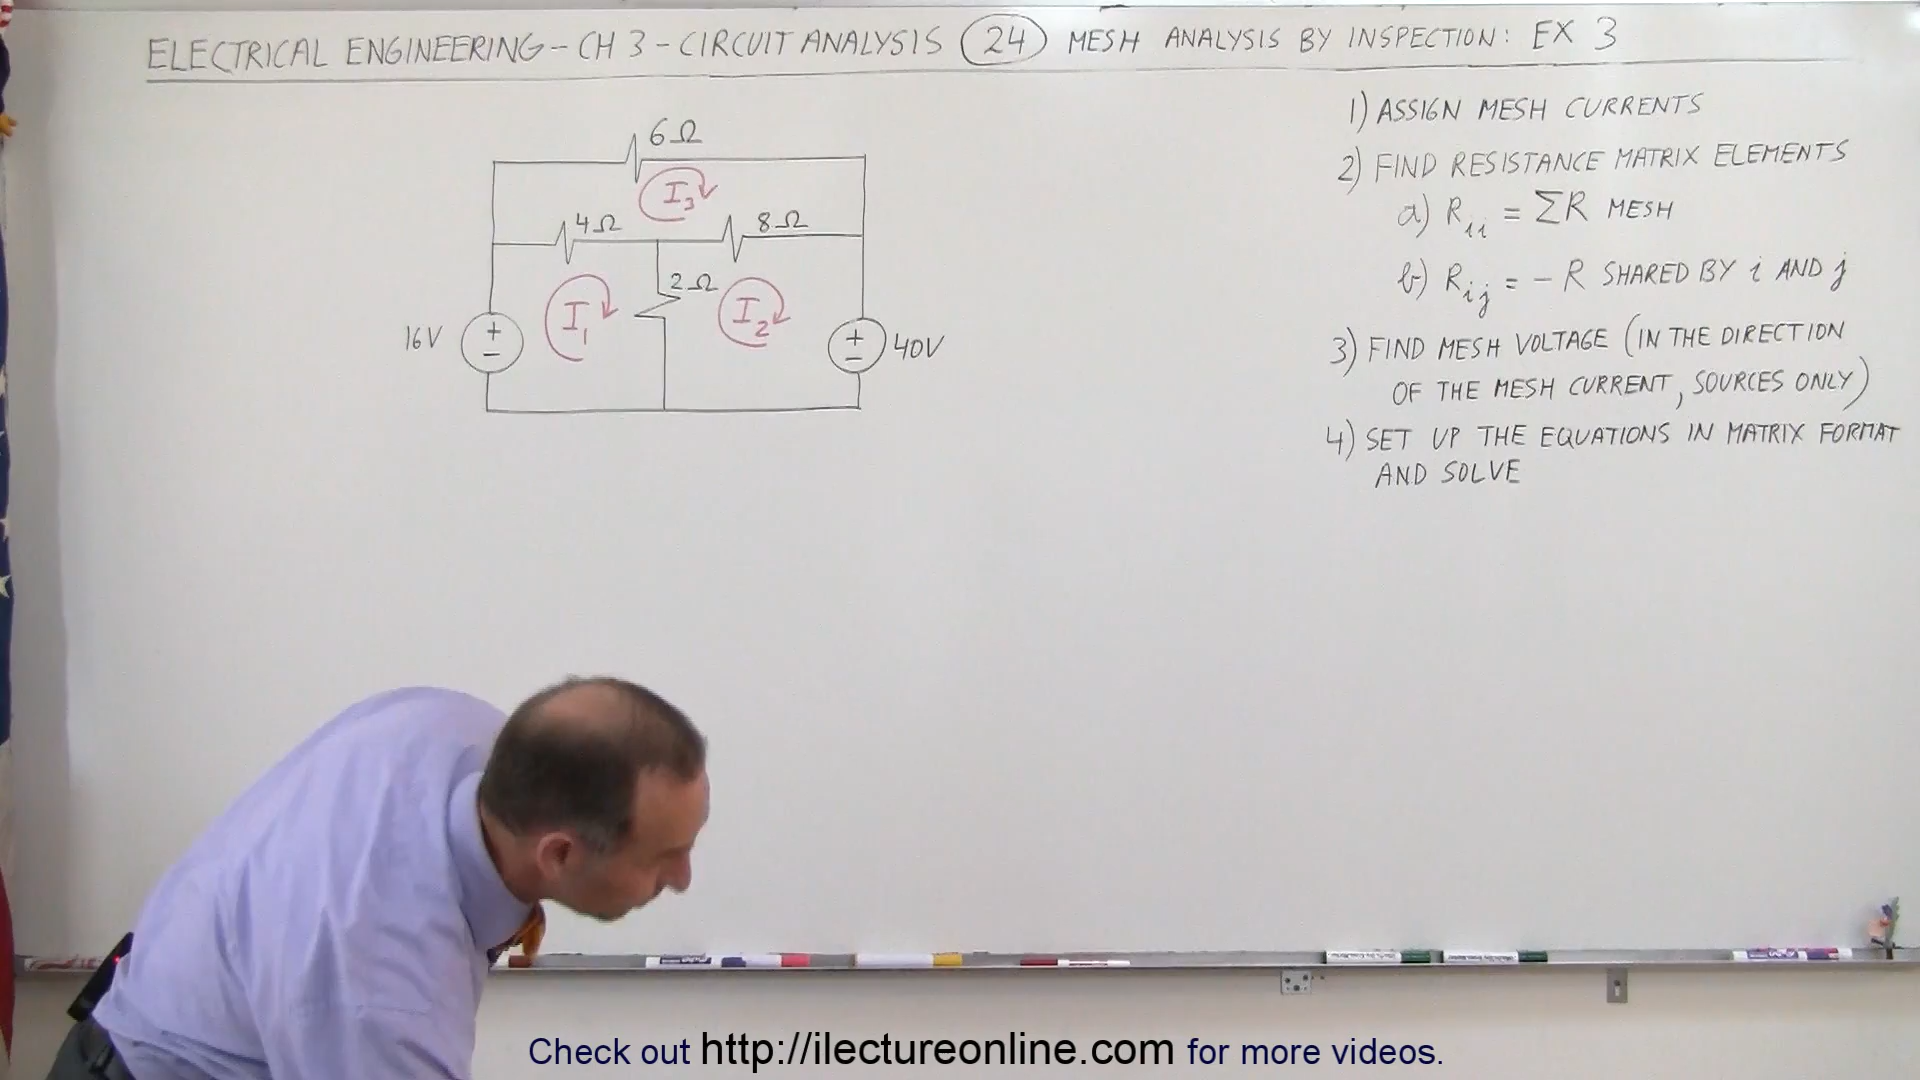 ELECTRICAL ENGINEERING - CH 3 - CIRCUIT ANALYSIS 24 MESH ANALYSIS BY INSPECTION: EX 3
6Ω
I₃
4Ω
8Ω
2Ω
I₁
I₂
16V
+
−
+
−
40V
1) ASSIGN MESH CURRENTS
2) FIND RESISTANCE MATRIX ELEMENTS
a) Rᵢᵢ = ΣR MESH
b) Rᵢⱼ = - R SHARED BY i AND j
3) FIND MESH VOLTAGE (IN THE DIRECTION
OF THE MESH CURRENT, SOURCES ONLY)
4) SET UP THE EQUATIONS IN MATRIX FORMAT
AND SOLVE
Check out http://ilectureonline.com for more videos.